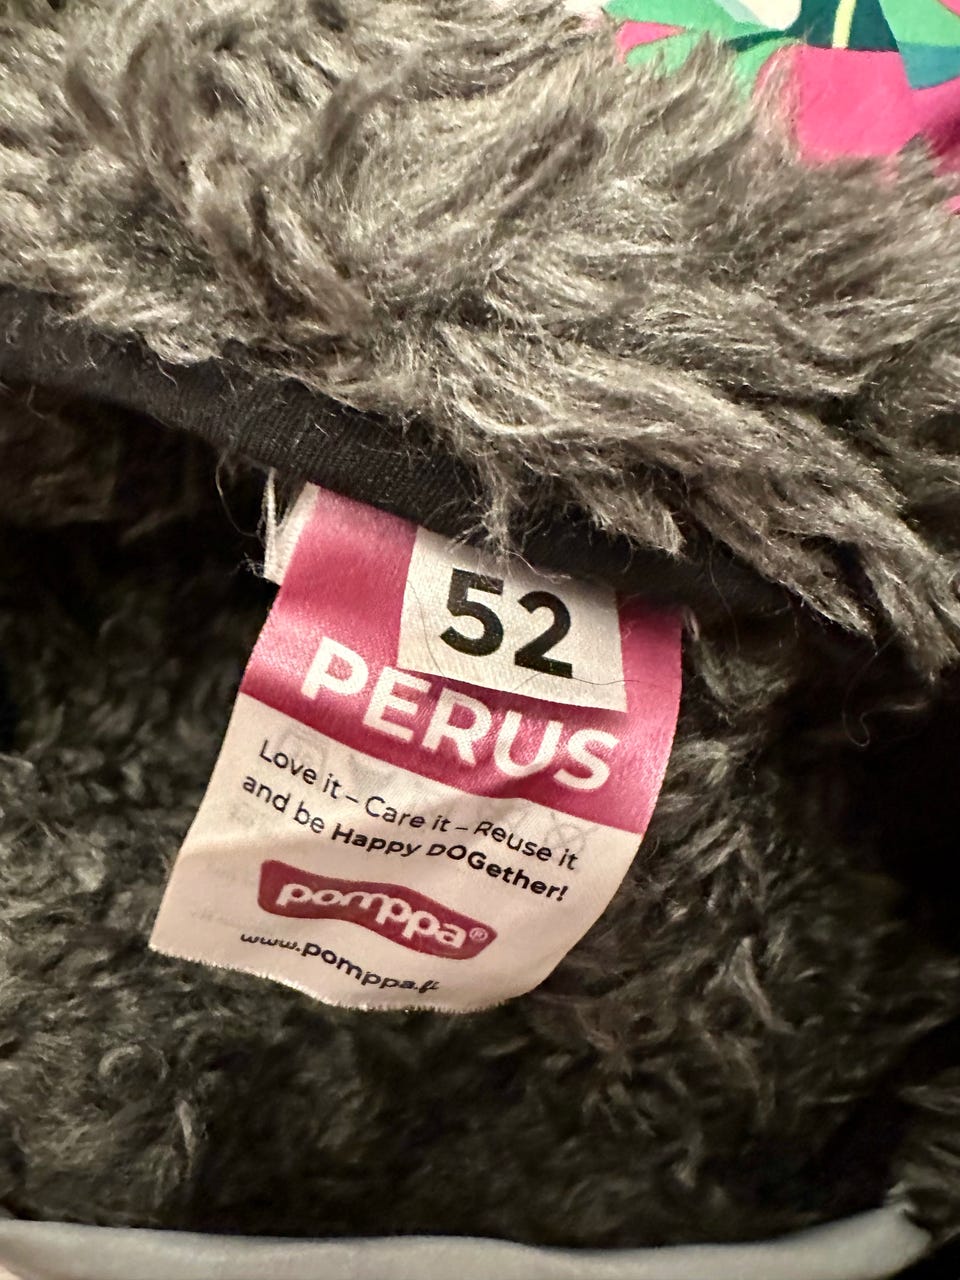 52
PERUS
Love it – Care it – Reuse it
and be Happy DOGether!
pomppa®
www.pomppa.fi